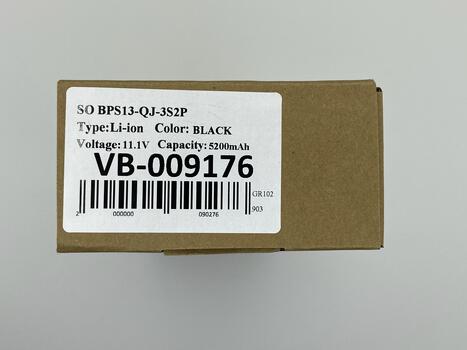 SO BPS13-QJ-3S2P
Type:Li-ion Color: BLACK
Voltage: 11.1V Capacity: 5200mAh
VB-009176
GR102
903
2 000000 090276